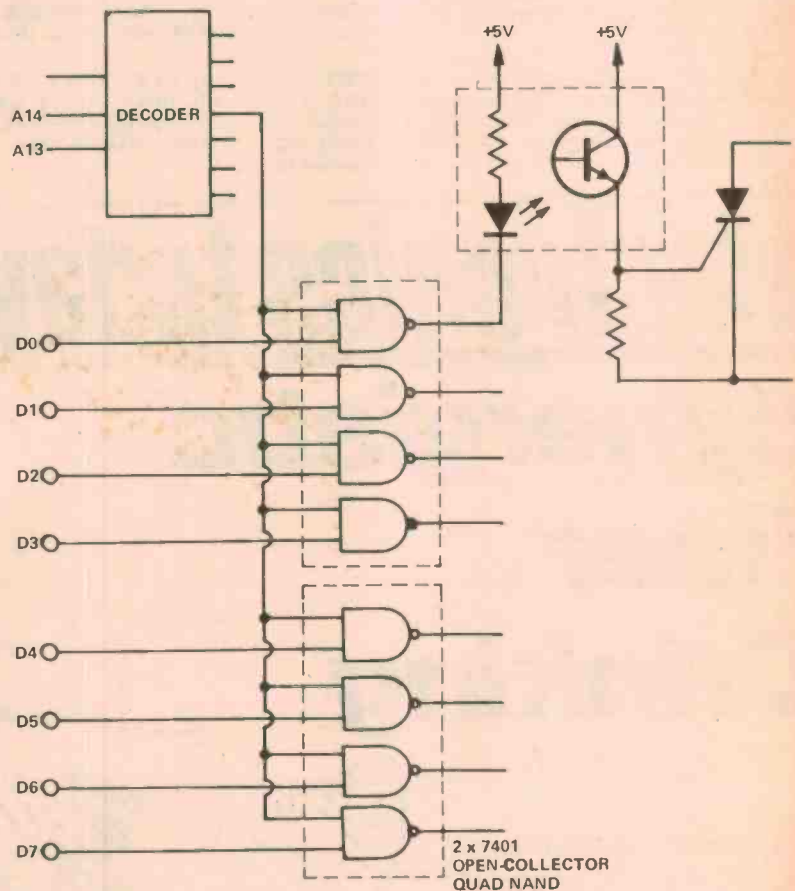 +5V
+5V
A14
DECODER
A13
D0
D1
D2
D3
D4
D5
D6
D7
2 x 7401
OPEN-COLLECTOR
QUAD NAND